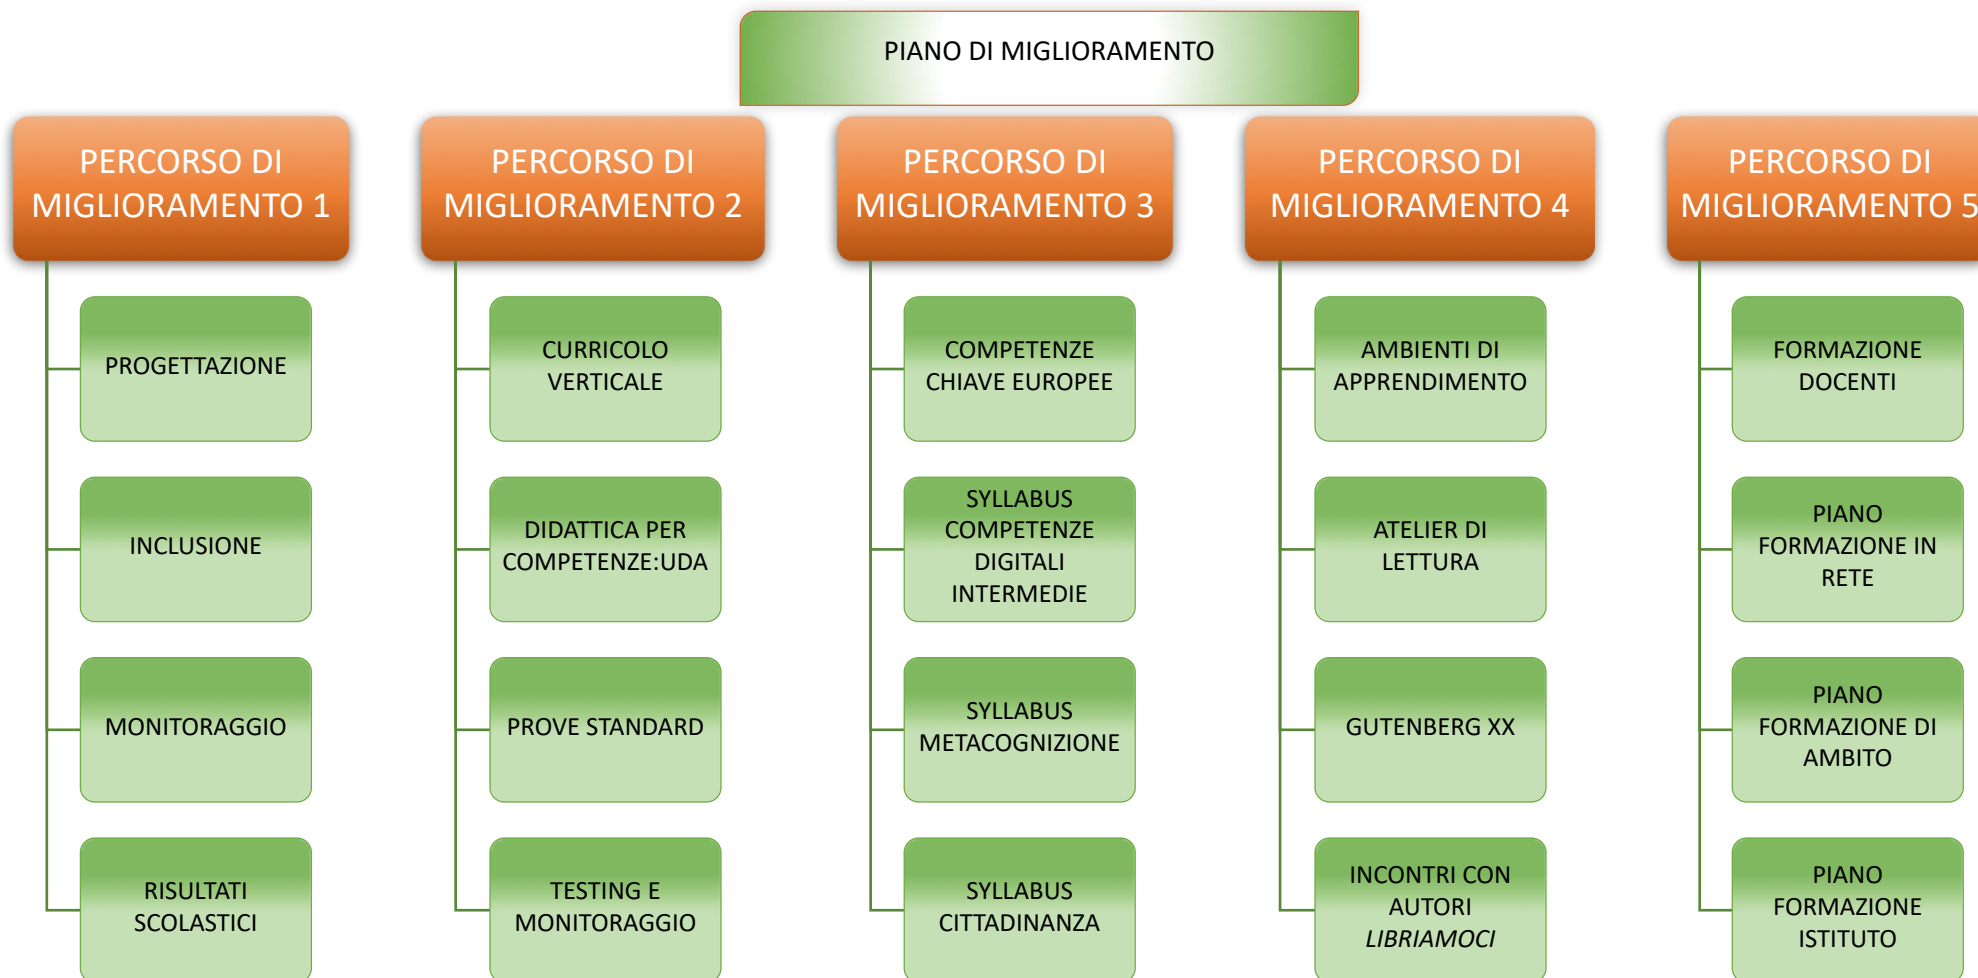 PIANO DI MIGLIORAMENTO
PERCORSO DI
MIGLIORAMENTO 1
PROGETTAZIONE
INCLUSIONE
MONITORAGGIO
RISULTATI
SCOLASTICI
PERCORSO DI
MIGLIORAMENTO 2
CURRICOLO
VERTICALE
DIDATTICA PER
COMPETENZE:UDA
PROVE STANDARD
TESTING E
MONITORAGGIO
PERCORSO DI
MIGLIORAMENTO 3
COMPETENZE
CHIAVE EUROPEE
SYLLABUS
COMPETENZE
DIGITALI
INTERMEDIE
SYLLABUS
METACOGNIZIONE
SYLLABUS
CITTADINANZA
PERCORSO DI
MIGLIORAMENTO 4
AMBIENTI DI
APPRENDIMENTO
ATELIER DI
LETTURA
GUTENBERG XX
INCONTRI CON
AUTORI
LIBRIAMOCI
PERCORSO DI
MIGLIORAMENTO 5
FORMAZIONE
DOCENTI
PIANO
FORMAZIONE IN
RETE
PIANO
FORMAZIONE DI
AMBITO
PIANO
FORMAZIONE
ISTITUTO